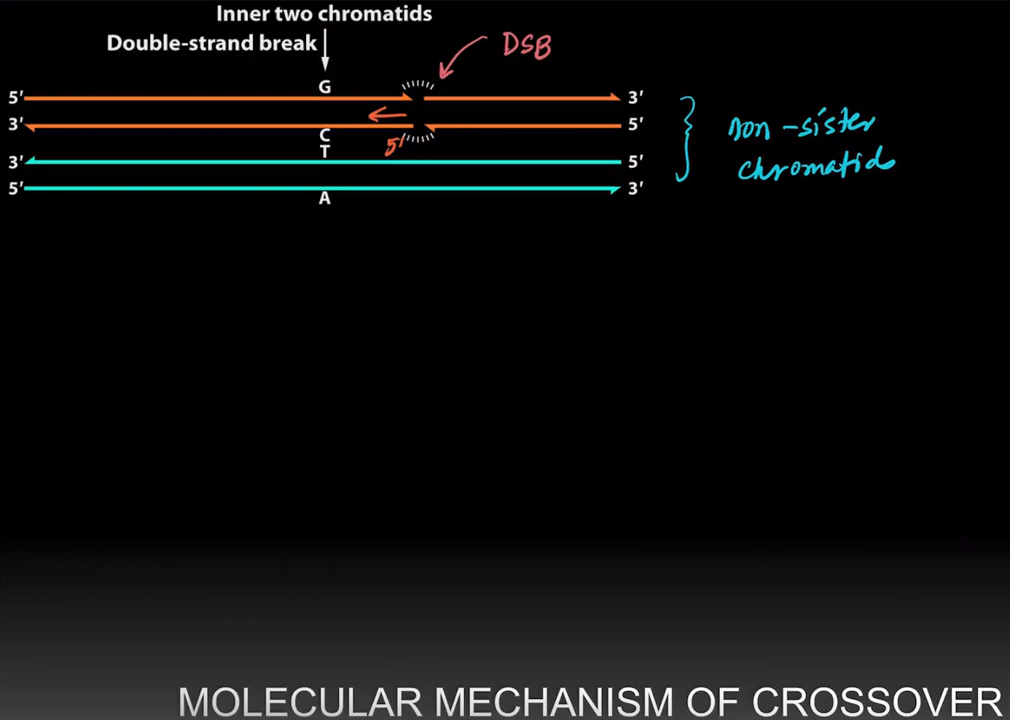 Inner two chromatids
Double-strand break
DSB
G
5′ 3′
3′ 5′
5′
C
T
3′ 5′
5′ 3′
A
non-sister
chromatids
MOLECULAR MECHANISM OF CROSSOVER